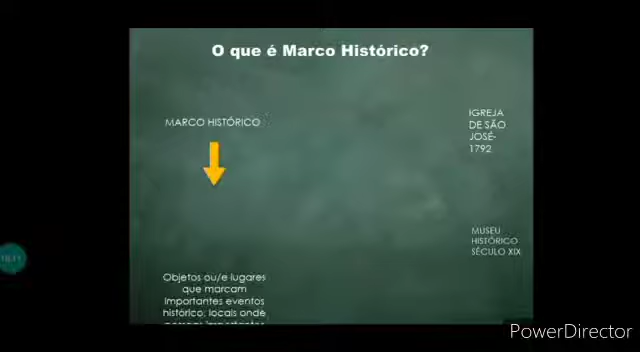 O que é Marco Histórico?
MARCO HISTÓRICO
IGREJA
DE SÃO
JOSÉ-
1792
MUSEU
HISTÓRICO
SÉCULO XIX
Objetos ou/e lugares
que marcam
importantes eventos
histórico, locais onde
PowerDirector